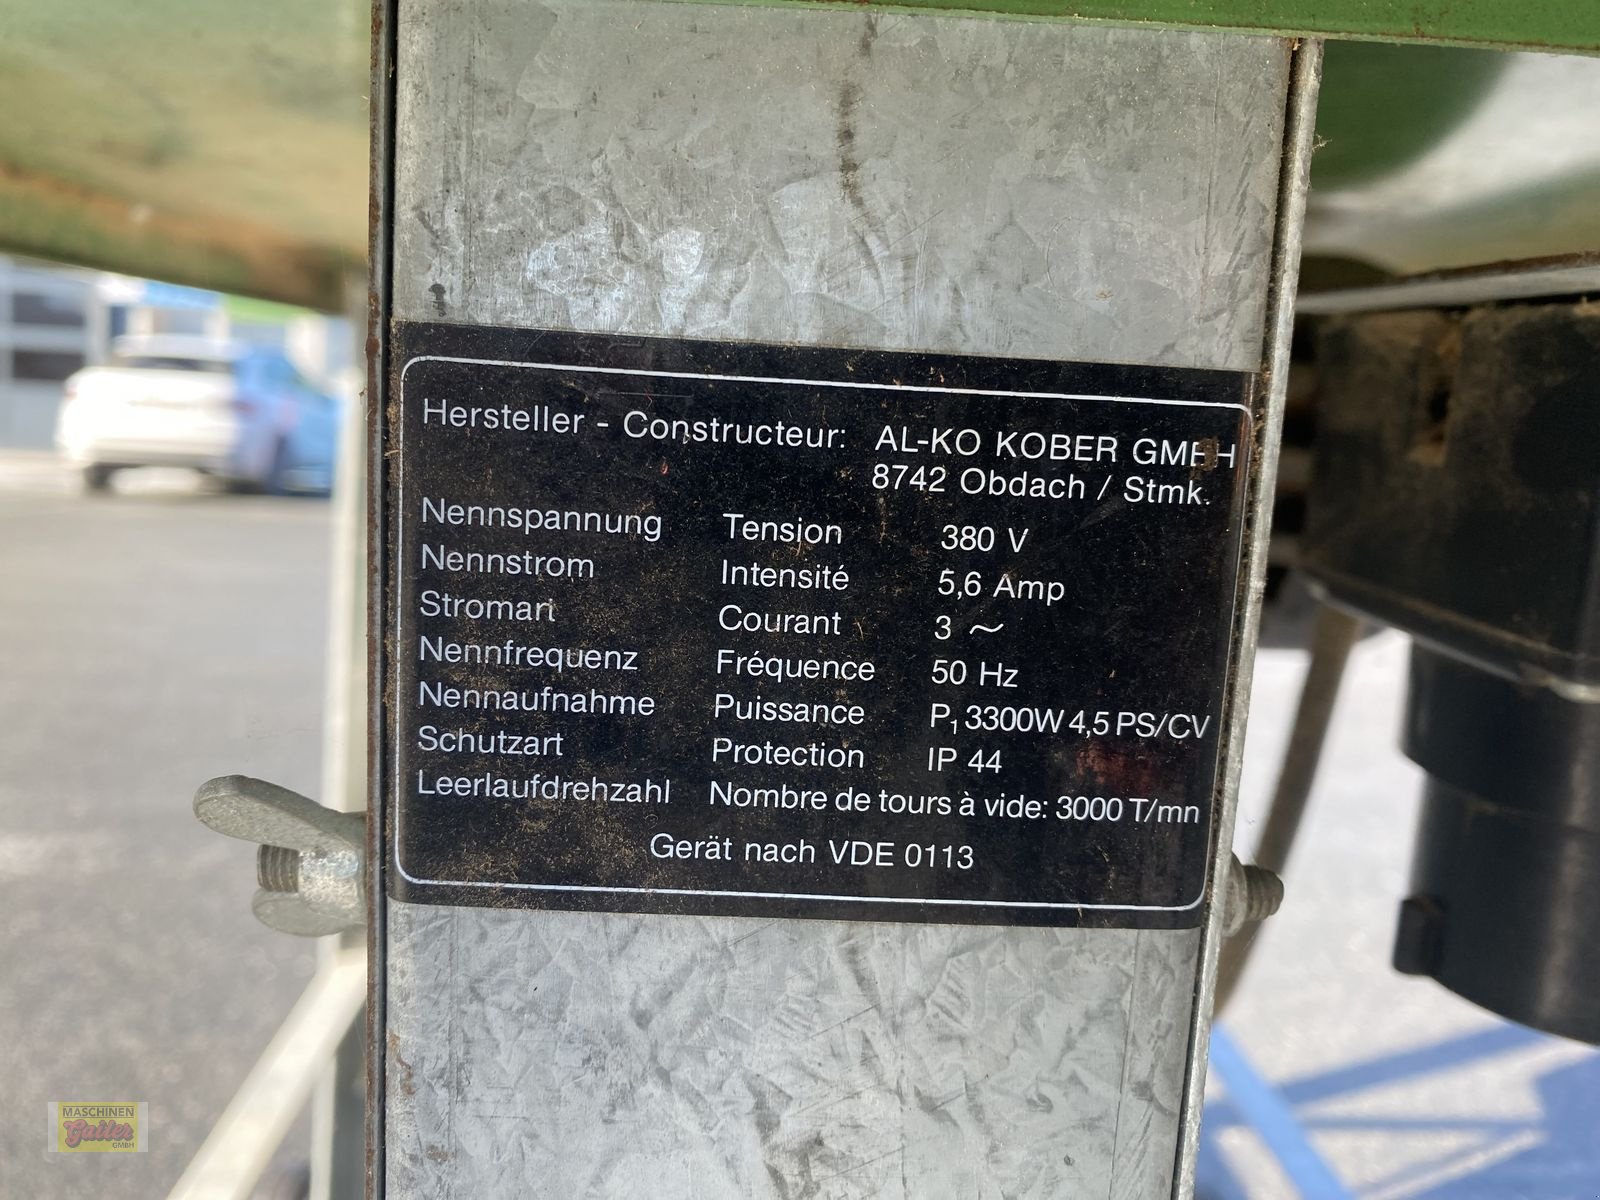 Hersteller - Constructeur: AL-KO KOBER GMBH
8742 Obdach / Stmk.
Nennspannung Tension 380 V
Nennstrom Intensité 5,6 Amp
Stromart Courant 3 ~
Nennfrequenz Fréquence 50 Hz
Nennaufnahme Puissance P₁ 3300W 4,5 PS/CV
Schutzart Protection IP 44
Leerlaufdrehzahl Nombre de tours à vide: 3000 T/mn
Gerät nach VDE 0113
MASCHINEN
Gailer
GMBH